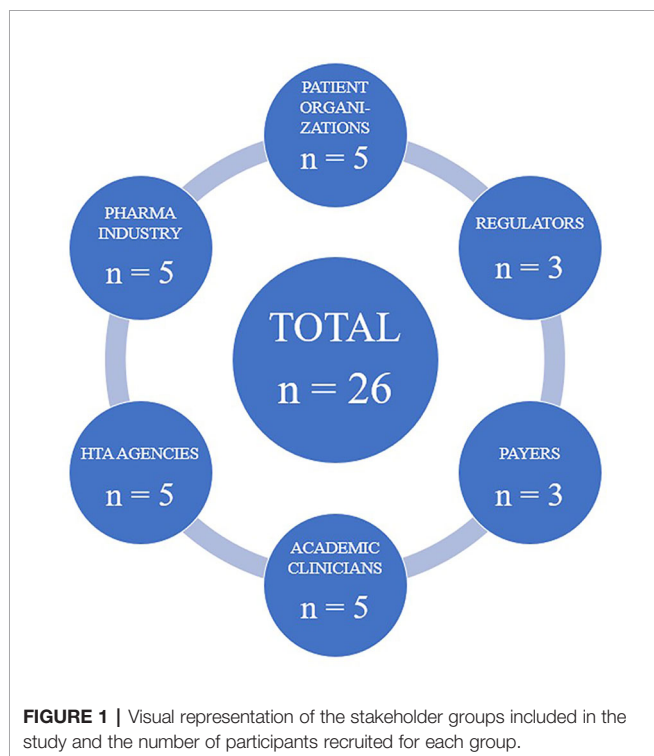 PATIENT
ORGANI-
ZATIONS
n = 5
REGULATORS
n = 3
PAYERS
n = 3
ACADEMIC
CLINICIANS
n = 5
HTA AGENCIES
n = 5
PHARMA
INDUSTRY
n = 5
TOTAL
n = 26
FIGURE 1 | Visual representation of the stakeholder groups included in the
study and the number of participants recruited for each group.